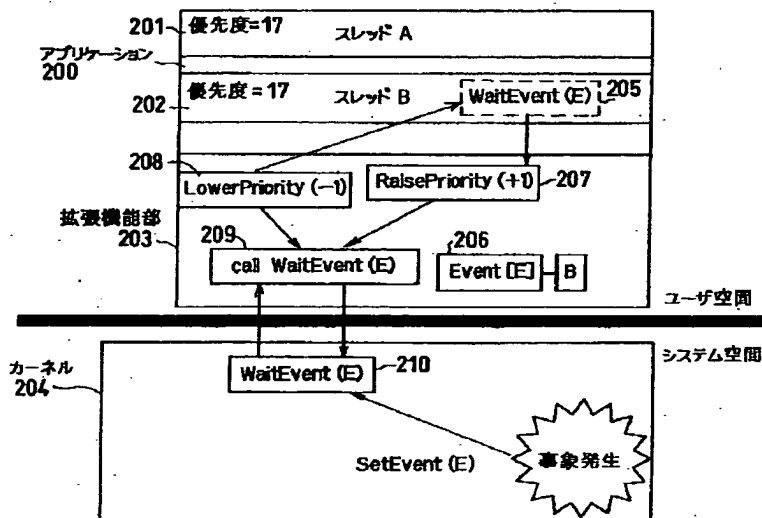 201
優先度=17
スレッド A
アプリケーション
200
202
優先度=17
スレッド B
WaitEvent (E)
205
208
LowerPriority (-1)
RaisePriority (+1)
207
拡張機能部
203
209
call WaitEvent (E)
206
Event [E]
B
ユーザ空間
カーネル
204
システム空間
WaitEvent (E)
210
SetEvent (E)
事象発生